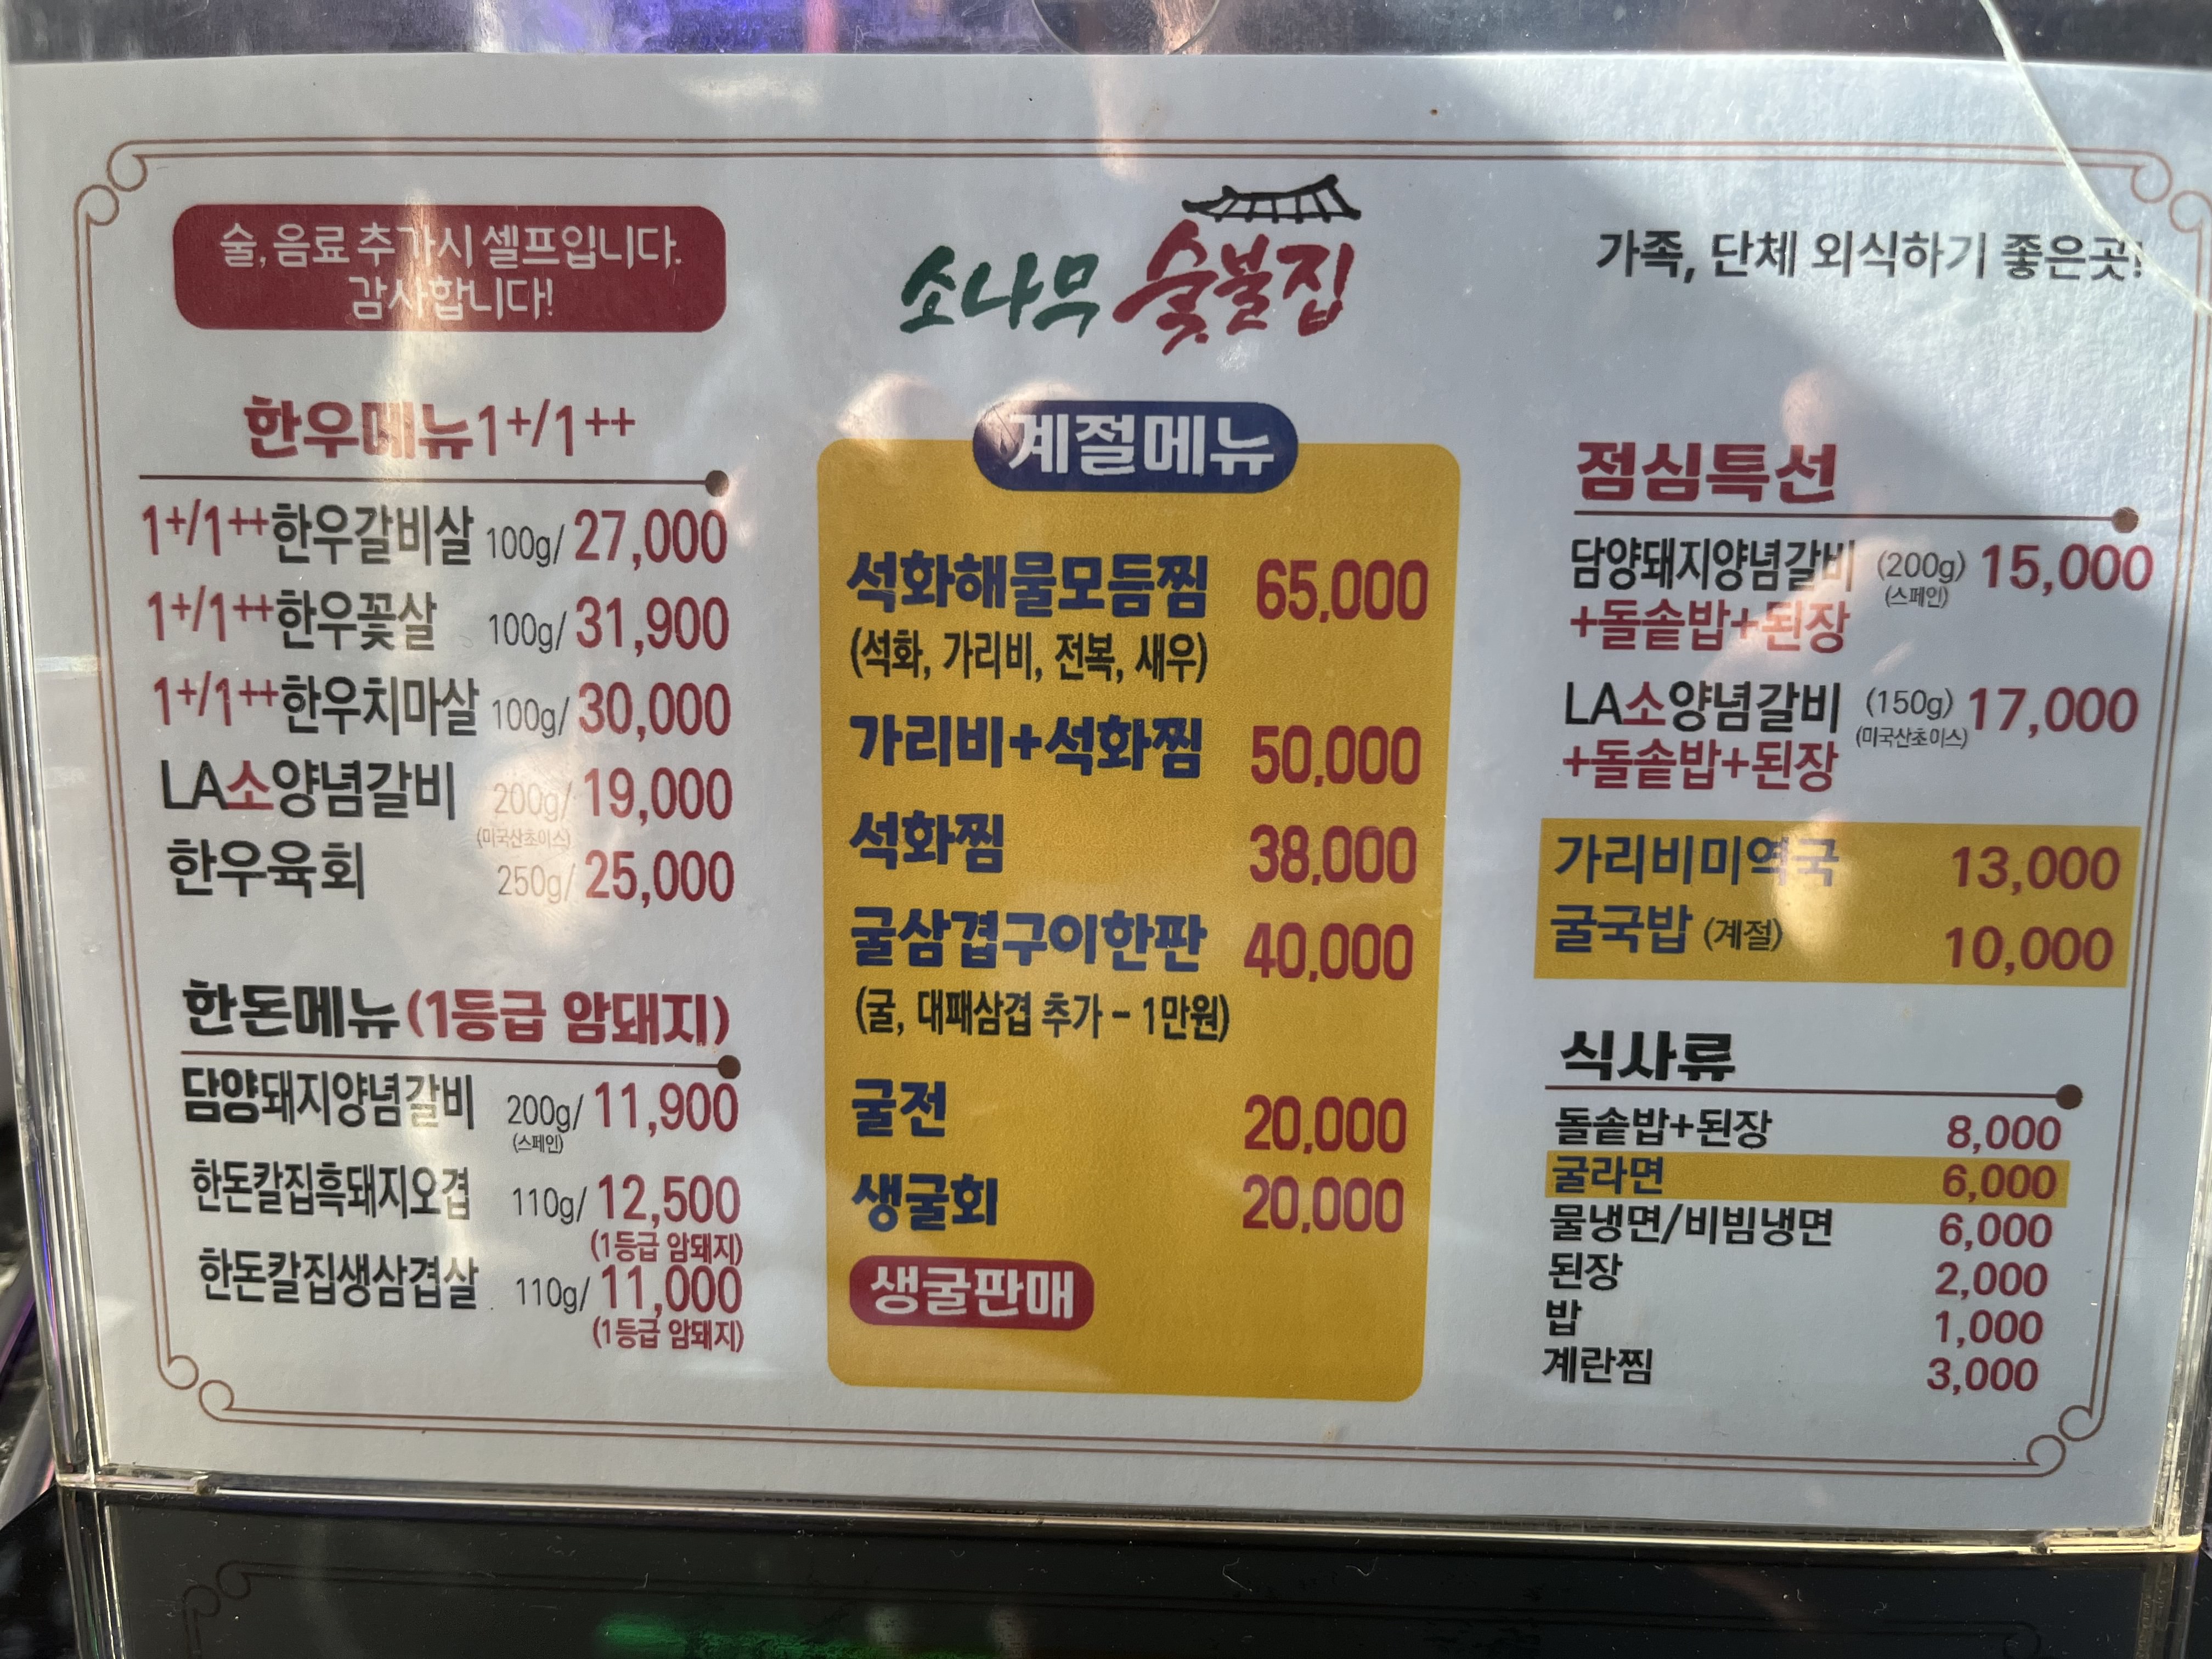 술, 음료 추가시 셀프입니다.
감사합니다!
소나무 숯불집
가족, 단체 외식하기 좋은곳!
한우메뉴1+/1++
1+/1++한우갈비살 100g/ 27,000
1+/1++한우꽃살 100g/ 31,900
1+/1++한우치마살 100g/ 30,000
LA소양념갈비 200g/ 19,000
(미국산초이스)
한우육회 250g/ 25,000
한돈메뉴(1등급 암돼지)
담양돼지양념갈비 200g/ 11,900
(스페인)
한돈칼집흑돼지오겹 110g/ 12,500
(1등급 암돼지)
한돈칼집생삼겹살 110g/ 11,000
(1등급 암돼지)
계절메뉴
석화해물모듬찜 65,000
(석화, 가리비, 전복, 새우)
가리비+석화찜 50,000
석화찜 38,000
굴삼겹구이한판 40,000
(굴, 대패삼겹 추가 - 1만원)
굴전 20,000
생굴회 20,000
생굴판매
점심특선
담양돼지양념갈비 (200g) 15,000
(스페인)
+돌솥밥+된장
LA소양념갈비 (150g) 17,000
(미국산초이스)
+돌솥밥+된장
가리비미역국 13,000
굴국밥 (계절) 10,000
식사류
돌솥밥+된장 8,000
굴라면 6,000
물냉면/비빔냉면 6,000
된장 2,000
밥 1,000
계란찜 3,000